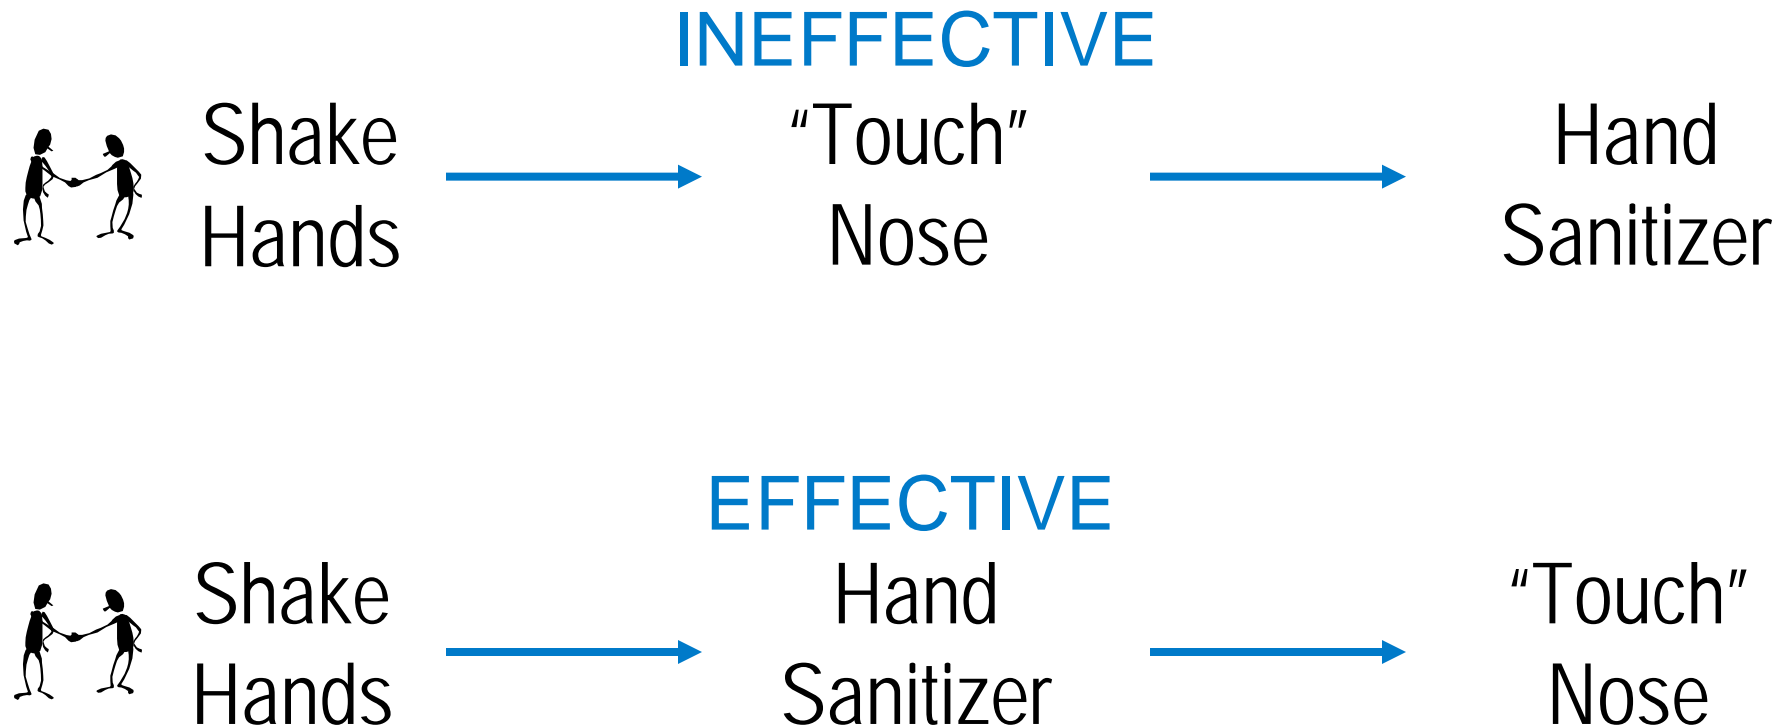 INEFFECTIVE
Shake
Hands
"Touch"
Nose
Hand
Sanitizer
EFFECTIVE
Shake
Hands
Hand
Sanitizer
"Touch"
Nose